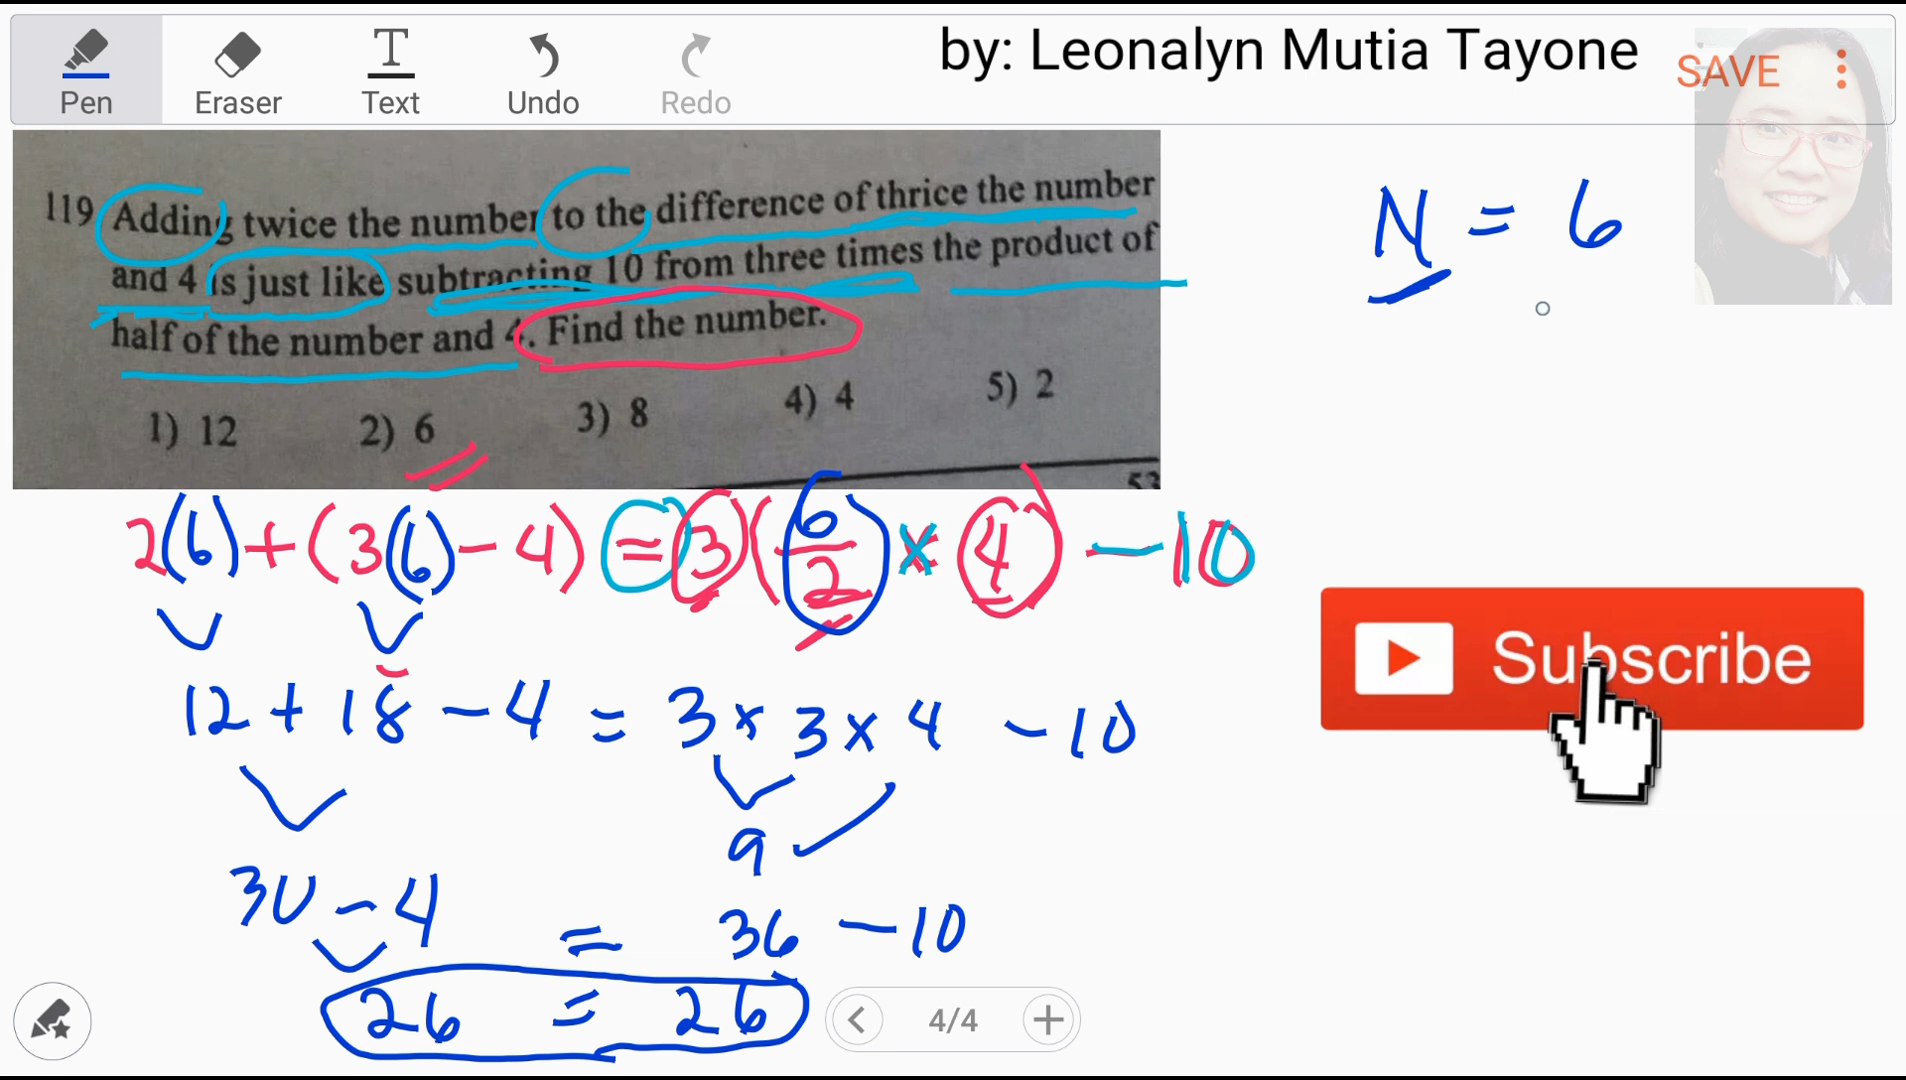 by: Leonalyn Mutia Tayone
Pen Eraser Text Undo Redo SAVE
119 Adding twice the number to the difference of thrice the number
and 4 is just like subtracting 10 from three times the product of
half of the number and 4. Find the number.
1) 12 2) 6 3) 8 4) 4 5) 2
53
N = 6
2(6) + (3(6) - 4) = 3(6/2 x 4) - 10
Subscribe
12 + 18 - 4 = 3 x 3 x 4 - 10
9
30 - 4 = 36 - 10
26 = 26
4/4